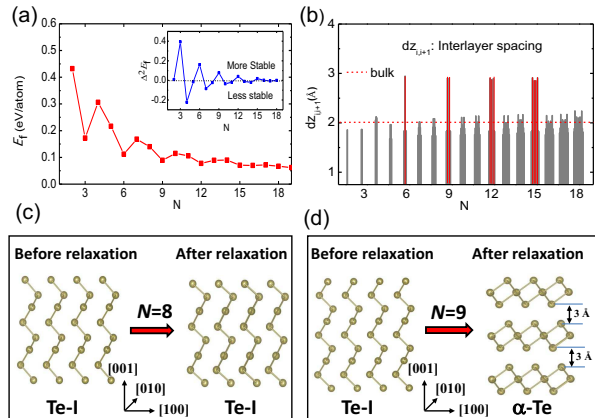 (a)
0.6
0.5
0.4
0.3
0.2
0.1
0.0
E_f (eV/atom)
3 6 9 12 15 18
N
0.4
0.2
0.0
-0.2
Δ²E_f
More Stable
Less stable
3 6 9 12 15 18
N
(b)
4
3
2
1
dz_i,i+1(Å)
dz_i,i+1: Interlayer spacing
bulk
3 6 9 12 15 18
N
(c)
Before relaxation After relaxation
N=8
[001]
[010]
[100]
Te-I Te-I
(d)
Before relaxation After relaxation
N=9
3 Å
3 Å
[001]
[010]
[100]
Te-I α-Te